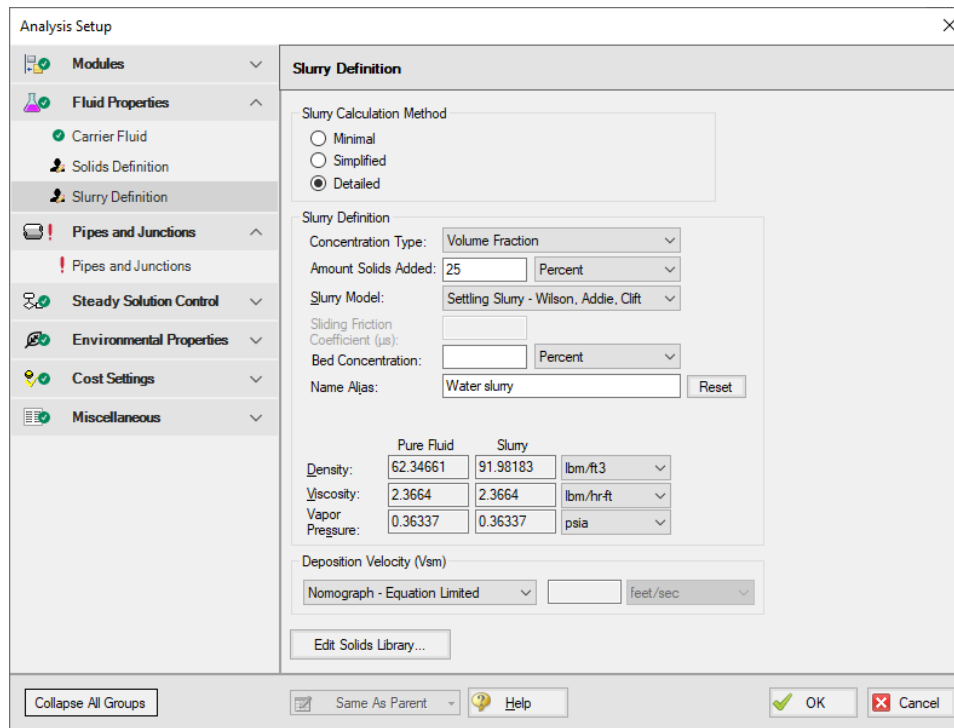 Analysis Setup
Modules
Fluid Properties
Carrier Fluid
Solids Definition
Slurry Definition
Pipes and Junctions
Pipes and Junctions
Steady Solution Control
Environmental Properties
Cost Settings
Miscellaneous
Collapse All Groups
Slurry Definition
Slurry Calculation Method
Minimal
Simplified
Detailed
Slurry Definition
Concentration Type: Volume Fraction
Amount Solids Added: 25 Percent
Slurry Model: Settling Slurry - Wilson, Addie, Clift
Sliding Friction
Coefficient (µs):
Bed Concentration: Percent
Name Alias: Water slurry Reset
Pure Fluid Slurry
Density: 62.34661 91.98183 lbm/ft3
Viscosity: 2.3664 2.3664 lbm/hr-ft
Vapor
Pressure: 0.36337 0.36337 psia
Deposition Velocity (Vsm)
Nomograph - Equation Limited feet/sec
Edit Solids Library...
Same As Parent Help OK Cancel